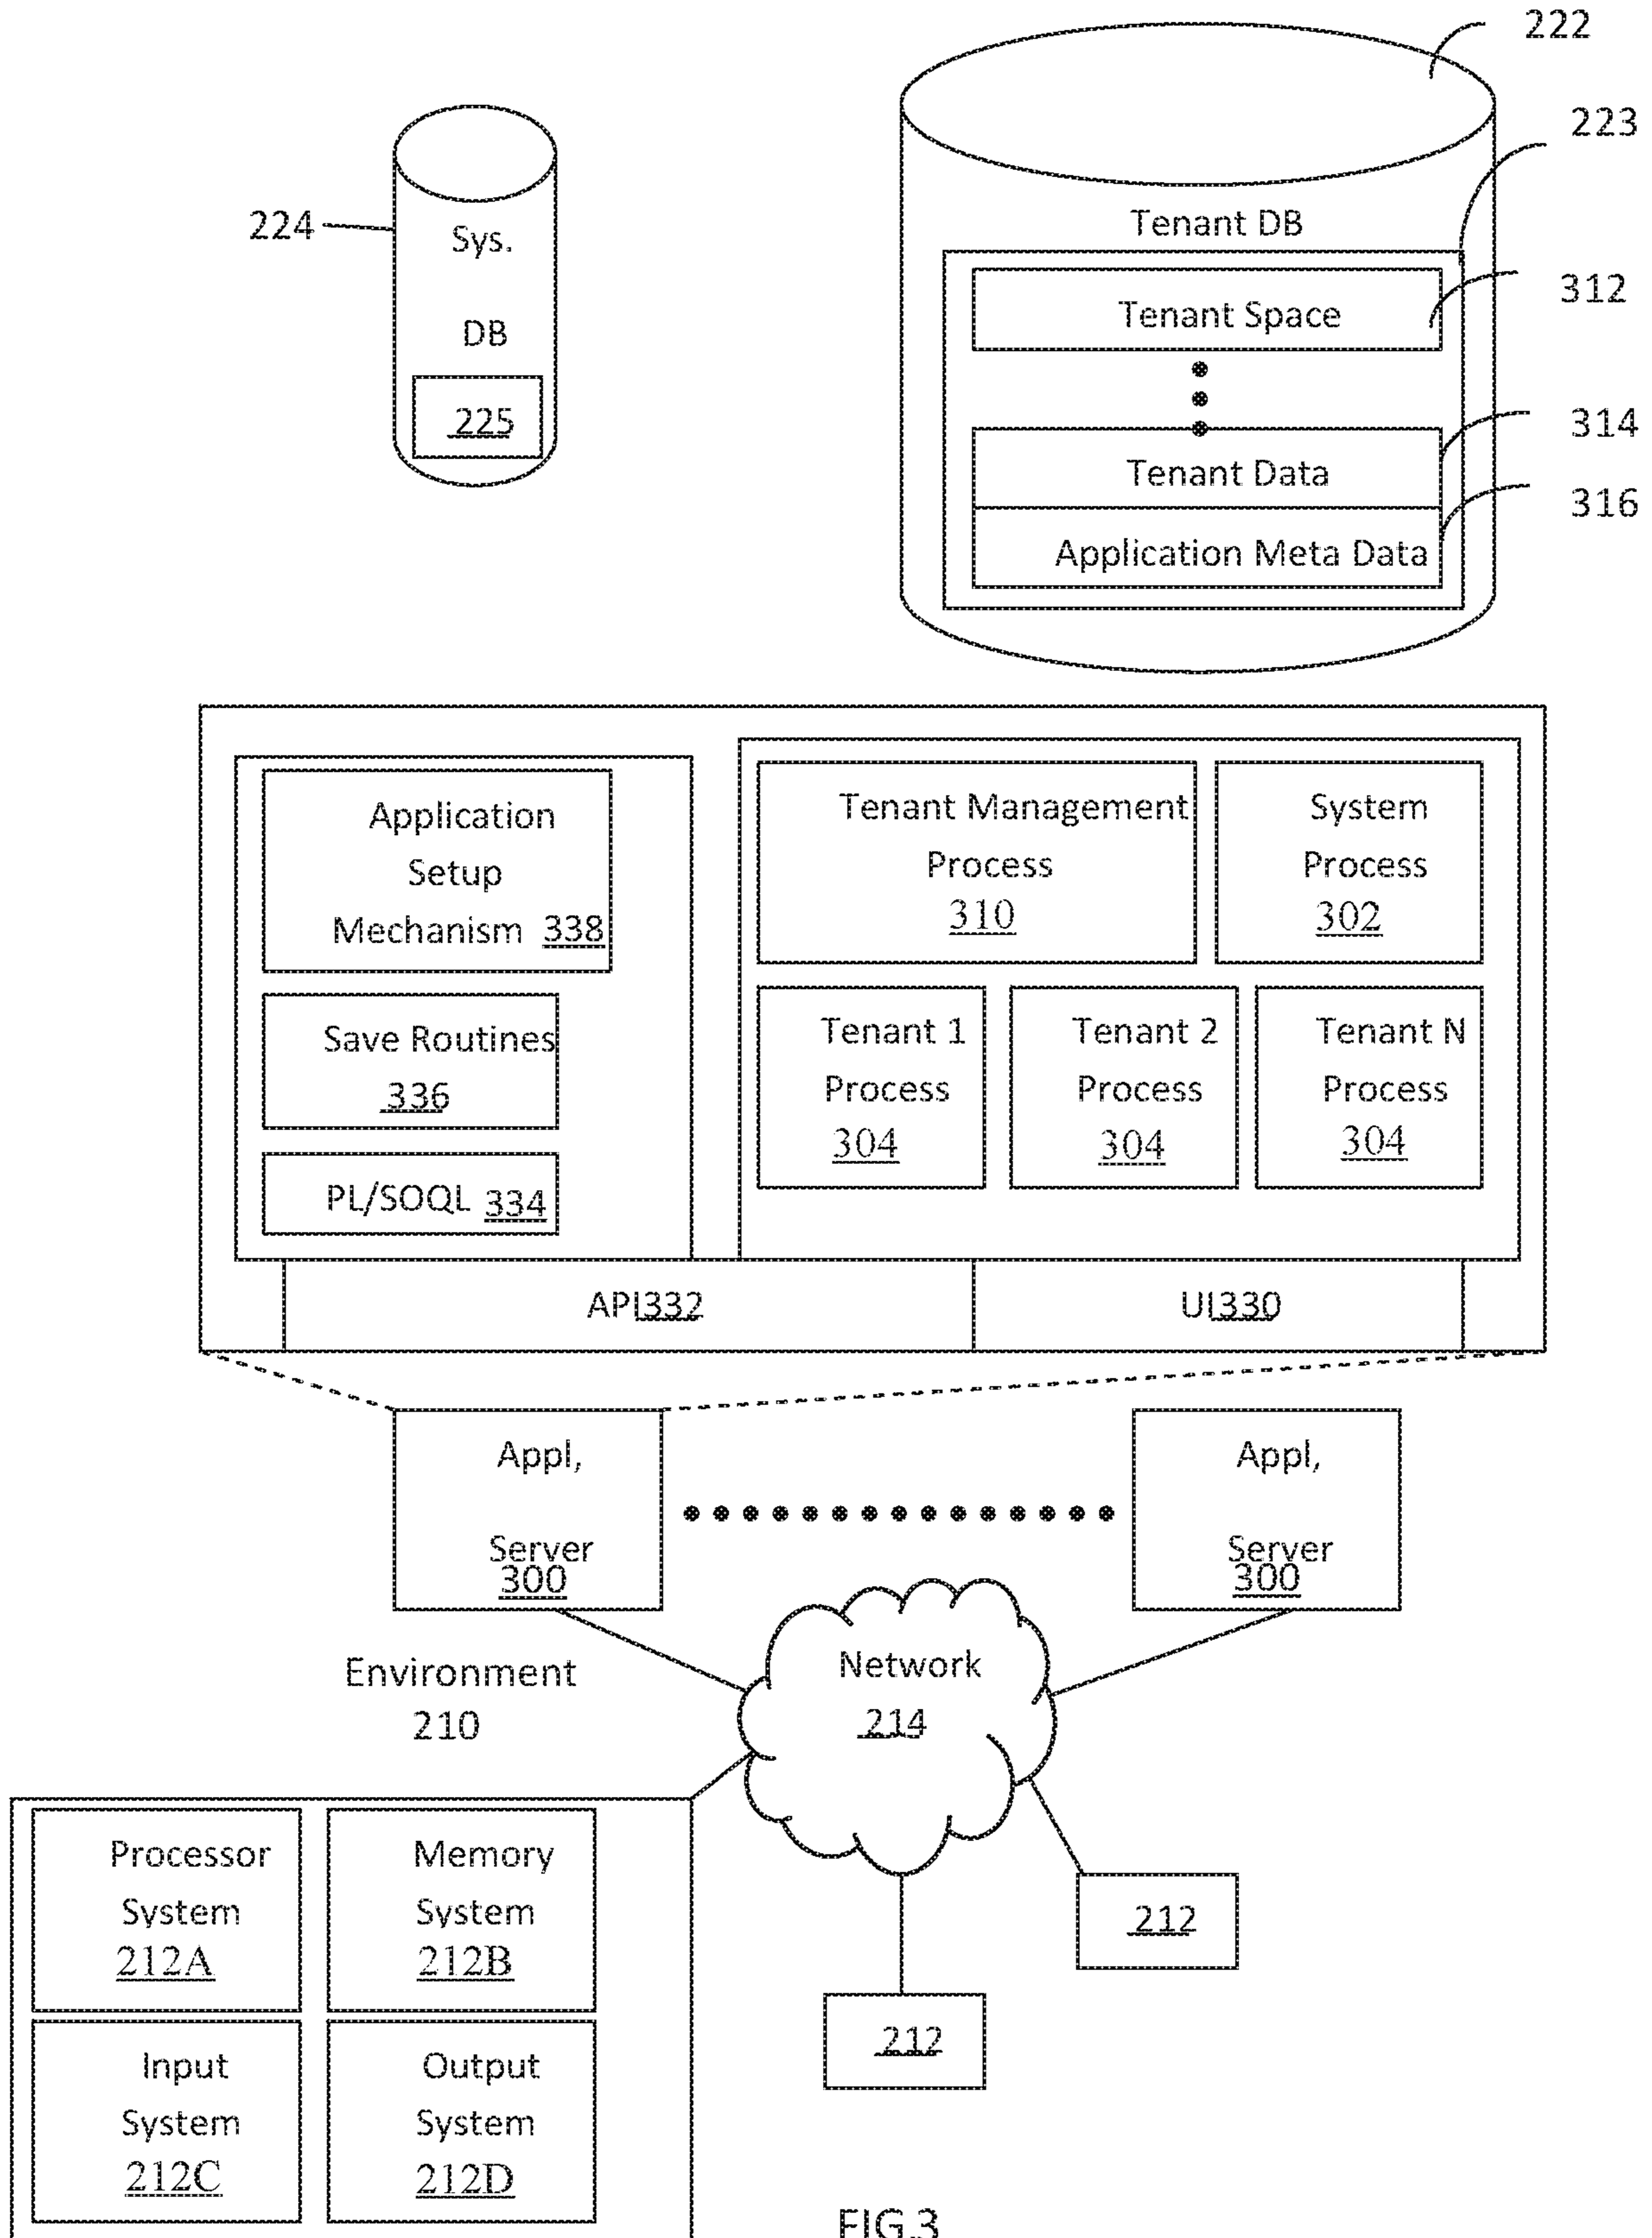 222
223
Tenant DB
224
Sys.
DB
225
312
Tenant Space
314
Tenant Data
316
Application Meta Data
Application
Setup
Mechanism 338
Tenant Management
Process
310
System
Process
302
Save Routines
336
Tenant 1
Process
304
Tenant 2
Process
304
Tenant N
Process
304
PL/SOQL 334
API332
UI330
Appl,
Server
300
Appl,
Server
300
Environment
210
Network
214
Processor
System
212A
Memory
System
212B
212
212
Input
System
212C
Output
System
212D
FIG.3